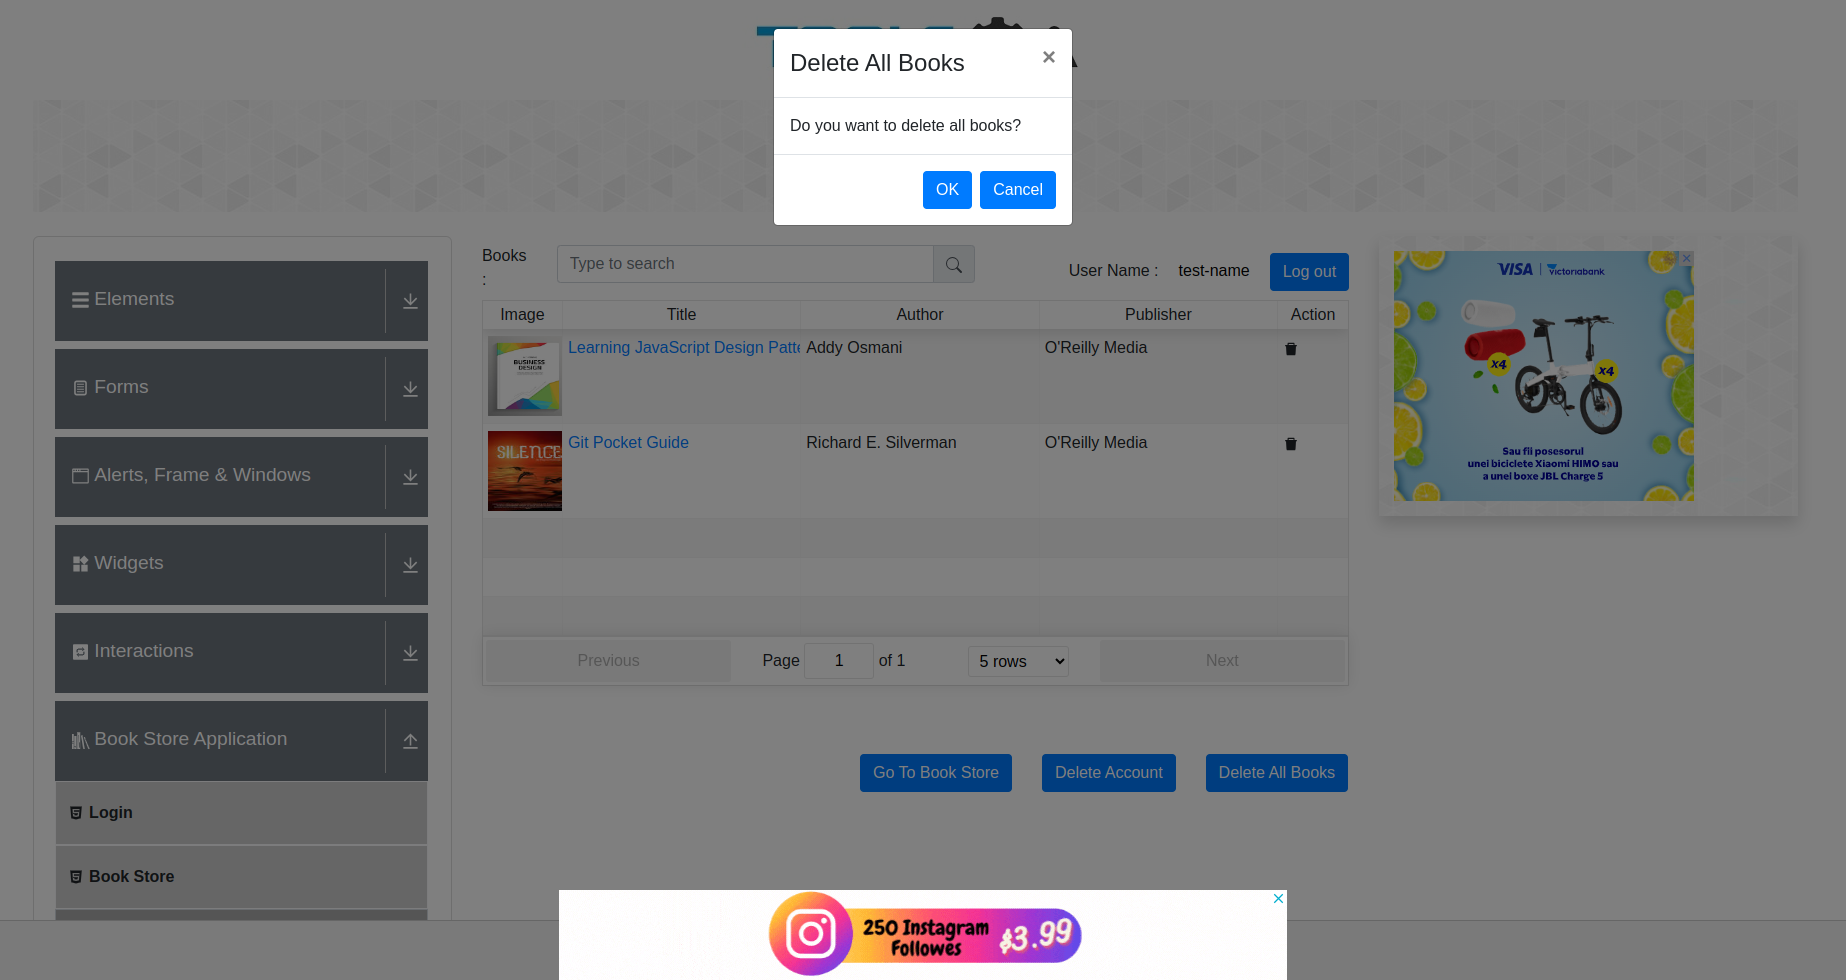 Delete All Books
×
Do you want to delete all books?
OK
Cancel
Elements
Forms
Alerts, Frame & Windows
Widgets
Interactions
Book Store Application
Login
Book Store
Books :
Type to search
User Name :
test-name
Log out
Image
Title
Author
Publisher
Action
BUSINESS
DESIGN
Learning JavaScript Design Patte
Addy Osmani
O'Reilly Media
SILENCE
Git Pocket Guide
Richard E. Silverman
O'Reilly Media
Previous
Page
1
of 1
5 rows
Next
Go To Book Store
Delete Account
Delete All Books
VISA
victoriabank
x4
x4
Sau fii posesorul
unei biciclete Xiaomi HIMO sau
a unei boxe JBL Charge 5
250 Instagram
Followes
$3.99